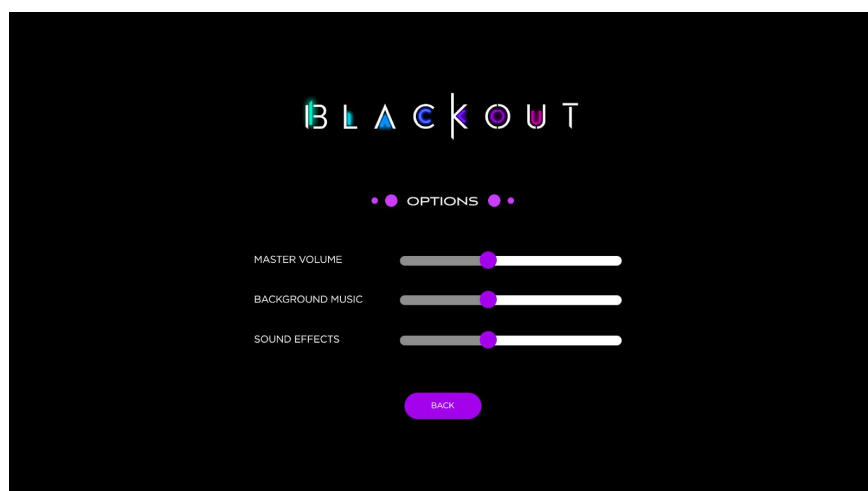 BLACKOUT
OPTIONS
MASTER VOLUME
BACKGROUND MUSIC
SOUND EFFECTS
BACK